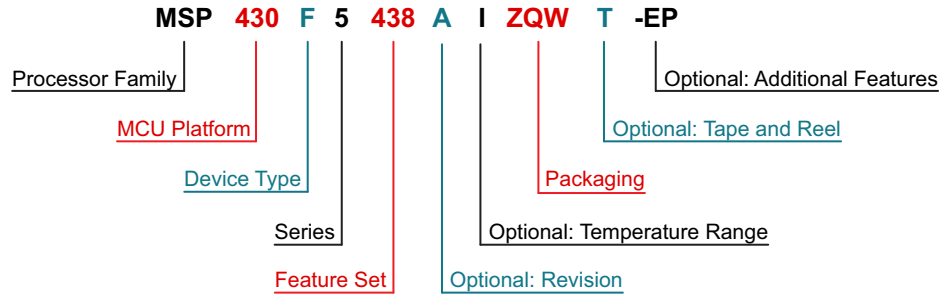 MSP 430 F 5 438 A I ZQW T -EP
Processor Family
Optional: Additional Features
MCU Platform
Optional: Tape and Reel
Device Type
Packaging
Series
Optional: Temperature Range
Feature Set
Optional: Revision